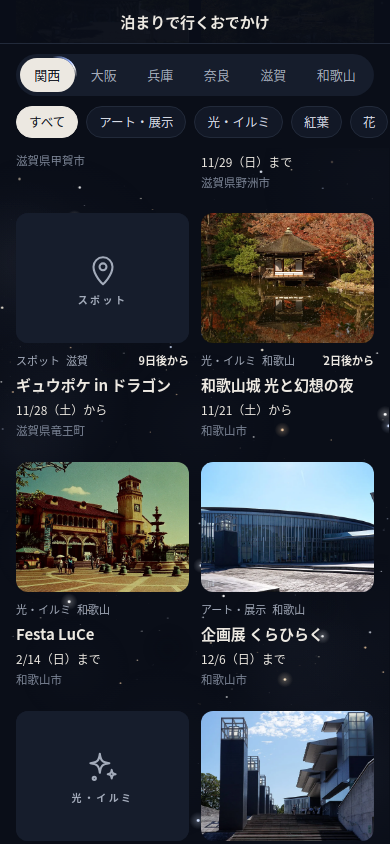 泊まりで行くおでかけ
関西 大阪 兵庫 奈良 滋賀 和歌山
すべて アート・展示 光・イルミ 紅葉 花
滋賀県甲賀市
11/29（日）まで
滋賀県野洲市
スポット
スポット 滋賀 9日後から
ギュウポケ in ドラゴン
11/28（土）から
滋賀県竜王町
光・イルミ 和歌山 2日後から
和歌山城 光と幻想の夜
11/21（土）から
和歌山市
光・イルミ 和歌山
Festa LuCe
2/14（日）まで
和歌山市
アート・展示 和歌山
企画展 くらひらく
12/6（日）まで
和歌山市
光・イルミ